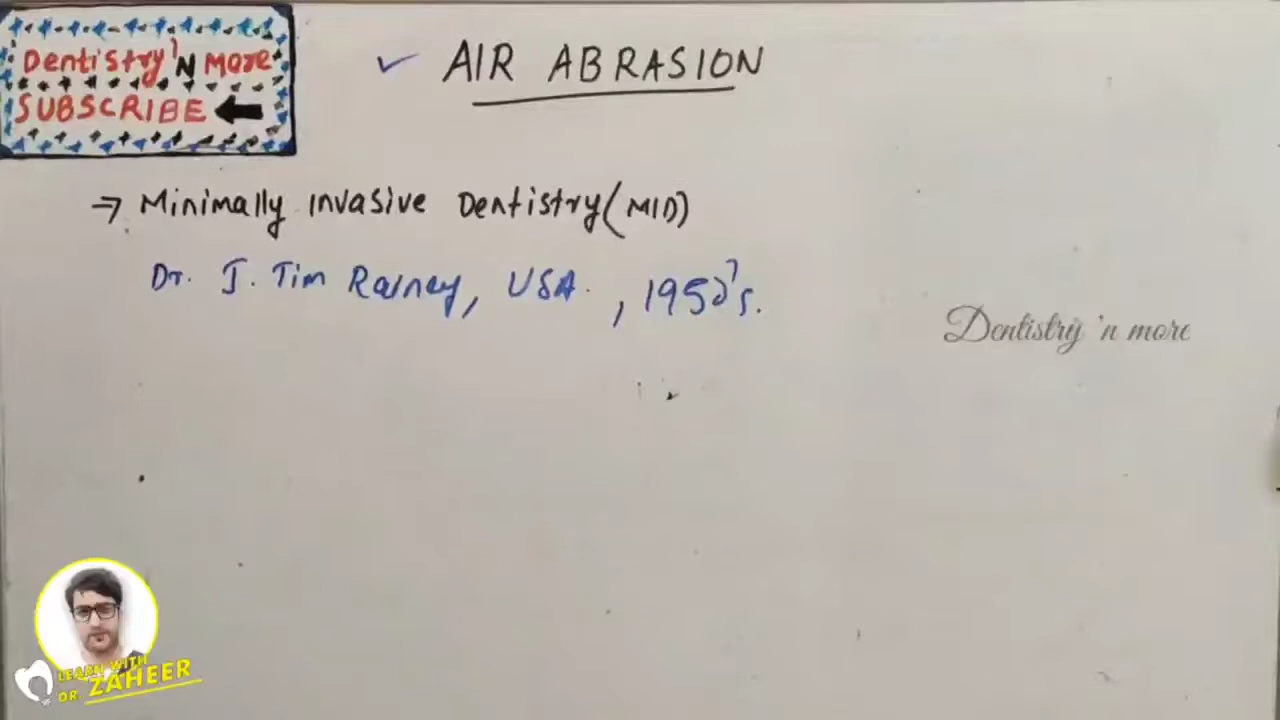 Dentistry 'N More
SUBSCRIBE
✓ AIR ABRASION
→ Minimally Invasive Dentistry (MID)
Dr. J. Tim Rainey, USA., 1950's.
Dentistry 'n more
LEARN WITH
DR. ZAHEER